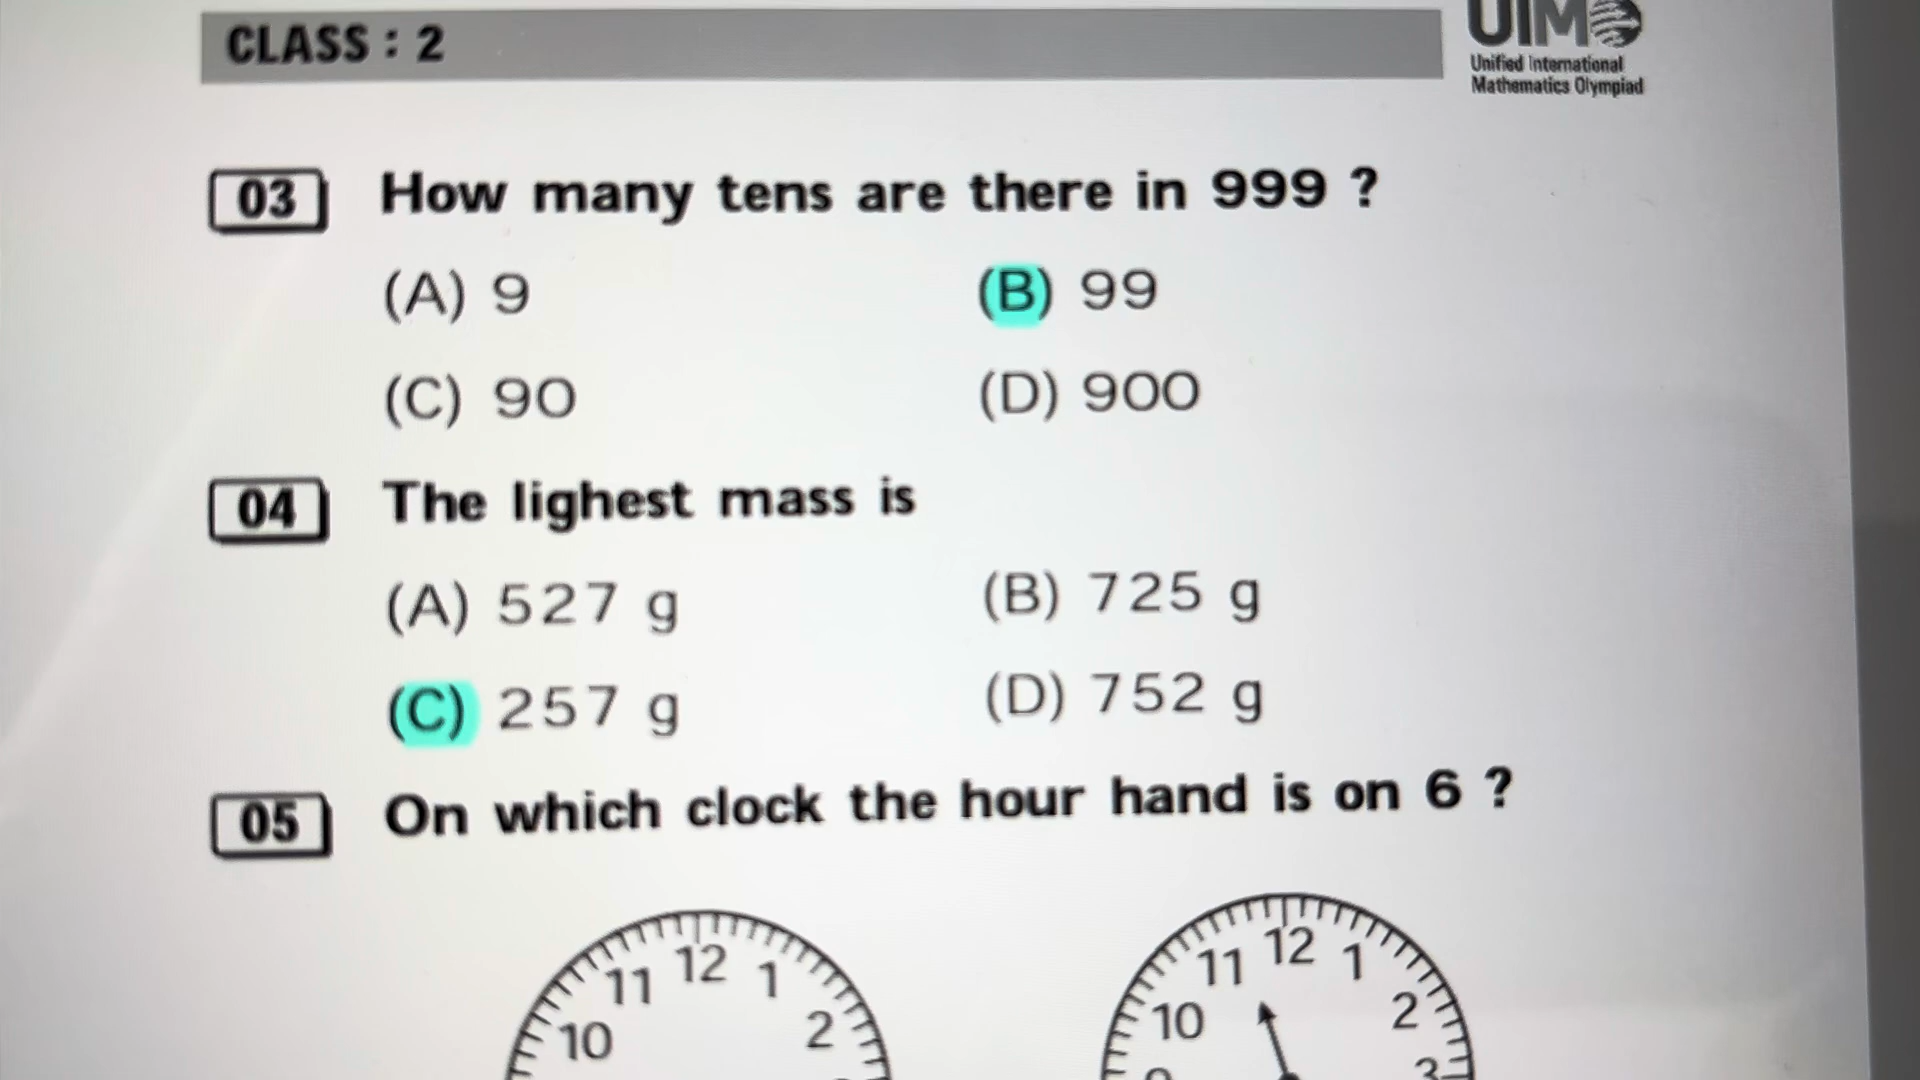 CLASS : 2
UIMO
Unified International
Mathematics Olympiad
03 How many tens are there in 999 ?
(A) 9 (B) 99
(C) 90 (D) 900
04 The lighest mass is
(A) 527 g (B) 725 g
(C) 257 g (D) 752 g
05 On which clock the hour hand is on 6 ?
11 12 1
10 2
11 12 1
10 2
3